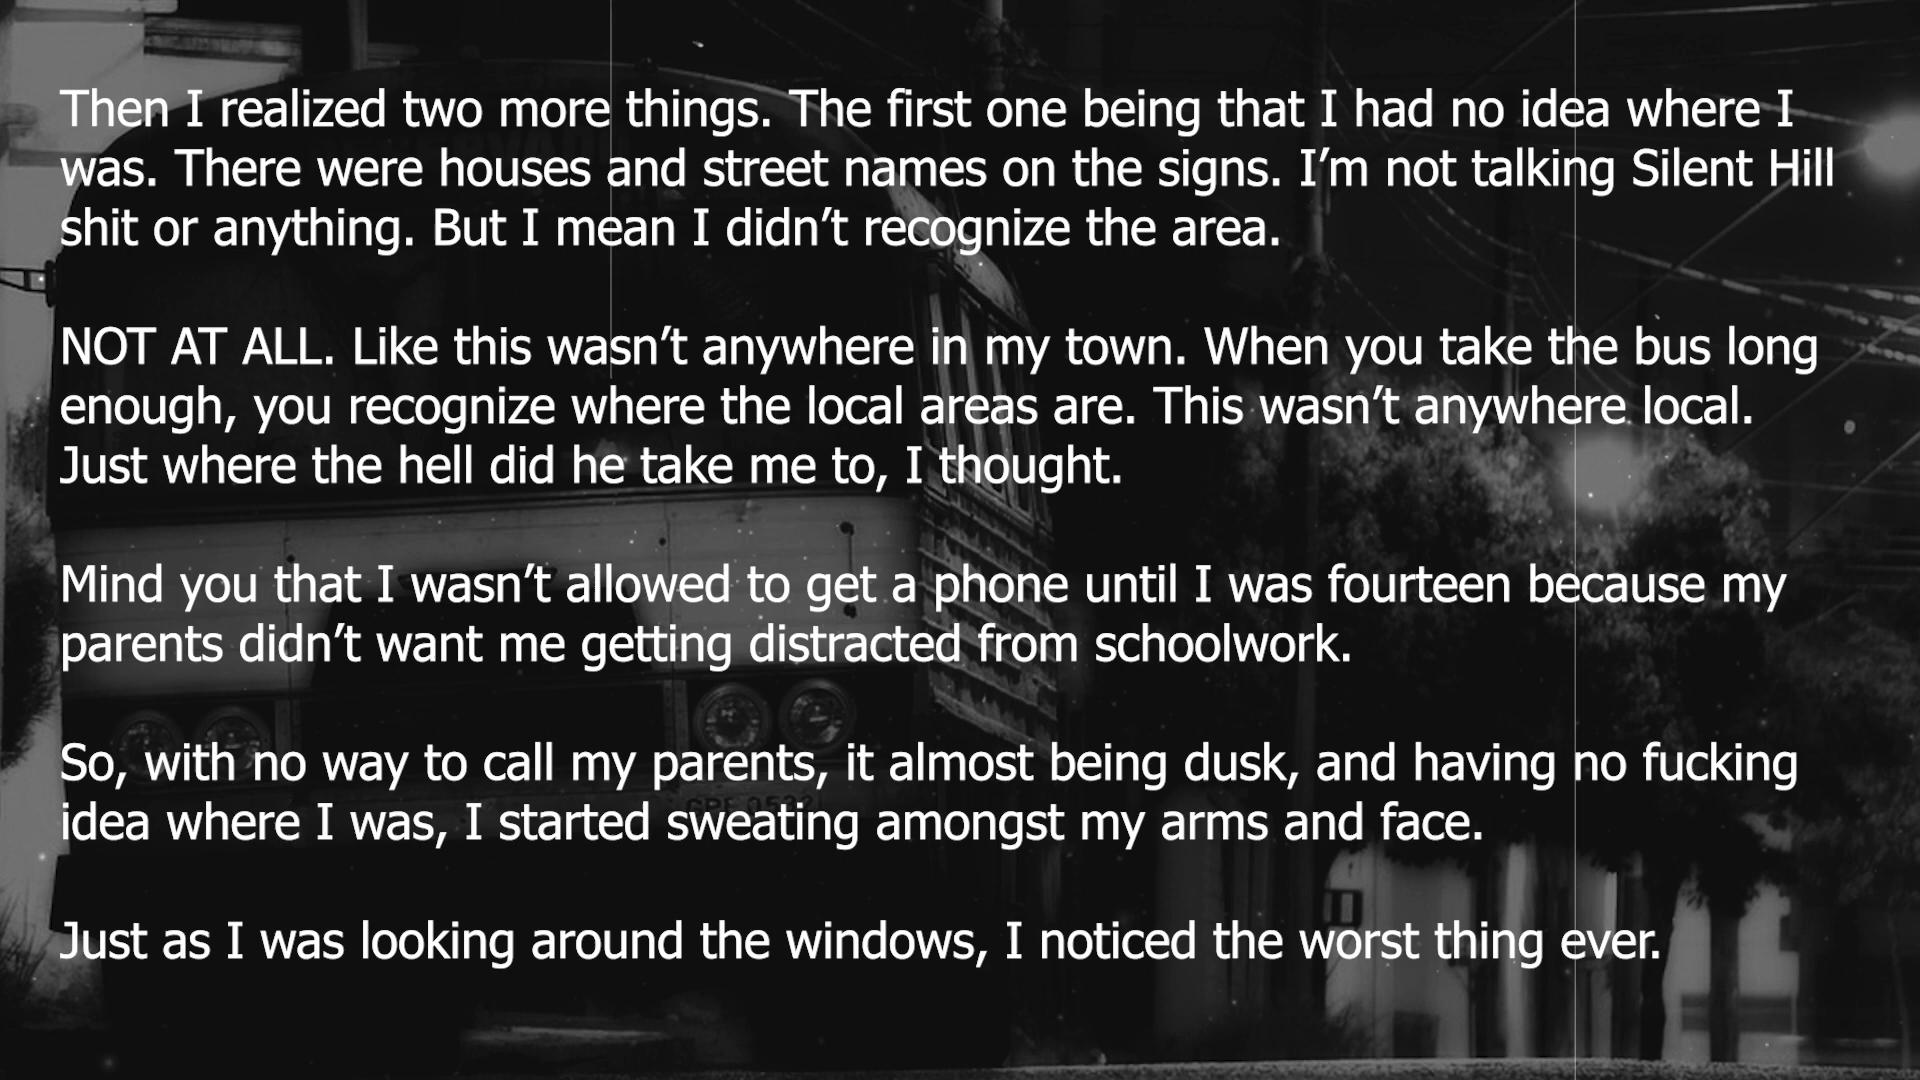 Then I realized two more things. The first one being that I had no idea where I
was. There were houses and street names on the signs. I’m not talking Silent Hill
shit or anything. But I mean I didn’t recognize the area.
NOT AT ALL. Like this wasn’t anywhere in my town. When you take the bus long
enough, you recognize where the local areas are. This wasn’t anywhere local.
Just where the hell did he take me to, I thought.
Mind you that I wasn’t allowed to get a phone until I was fourteen because my
parents didn’t want me getting distracted from schoolwork.
So, with no way to call my parents, it almost being dusk, and having no fucking
idea where I was, I started sweating amongst my arms and face.
Just as I was looking around the windows, I noticed the worst thing ever.